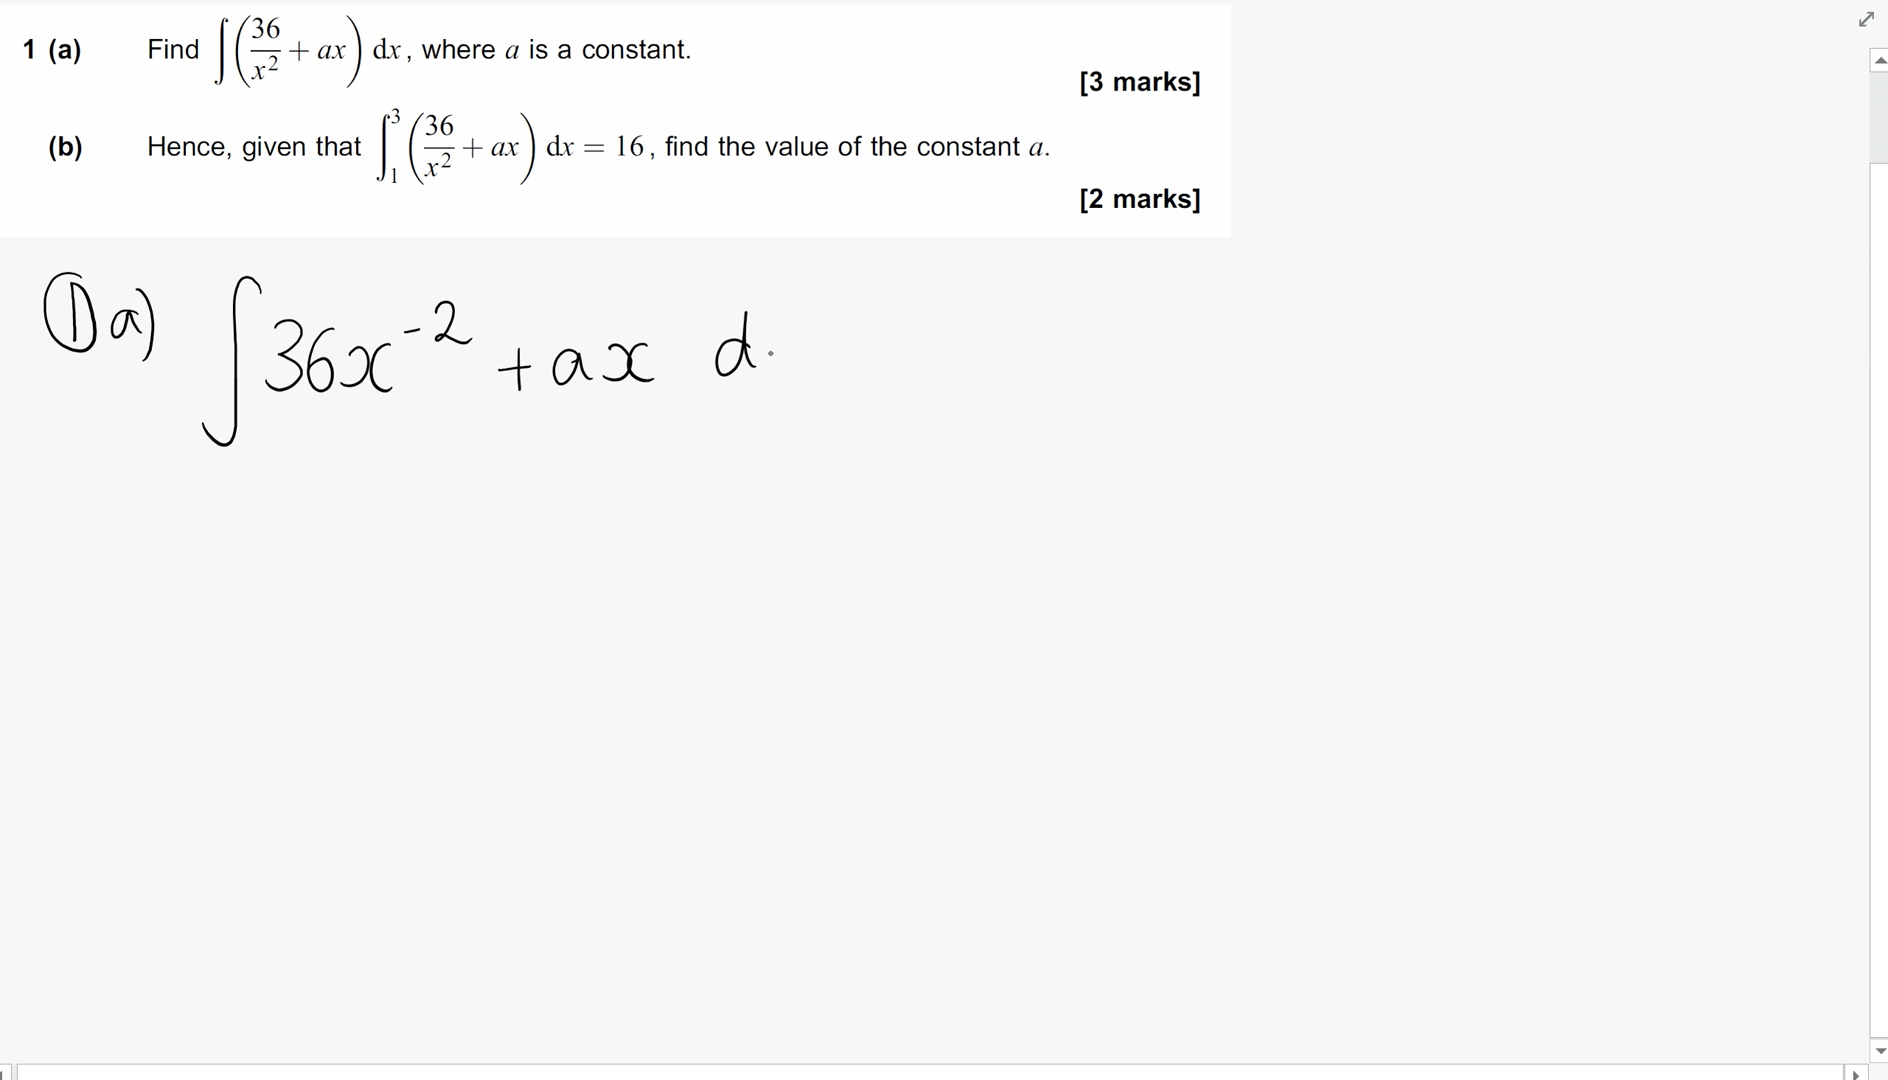 1 (a) Find ∫(36/x² + ax) dx, where a is a constant.
[3 marks]
(b) Hence, given that ∫₁³(36/x² + ax) dx = 16, find the value of the constant a.
[2 marks]
① a) ∫ 36x⁻² + ax d